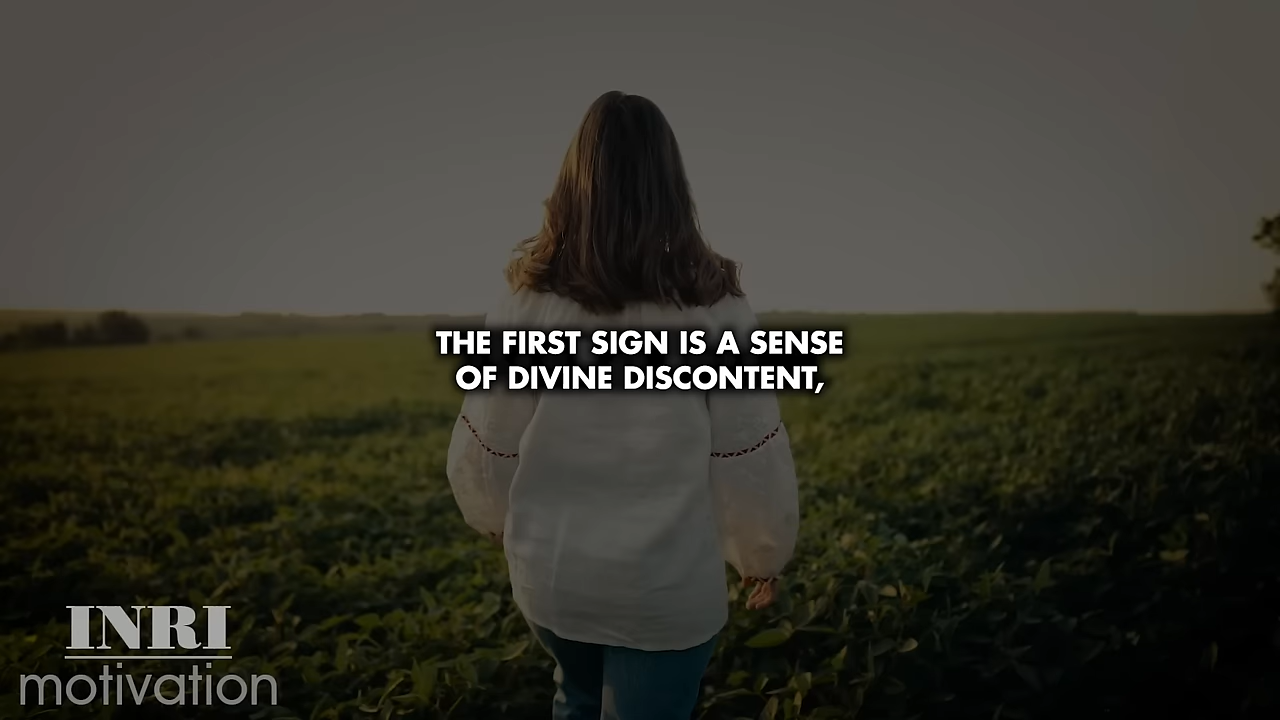 THE FIRST SIGN IS A SENSE
OF DIVINE DISCONTENT,
INRI
motivation